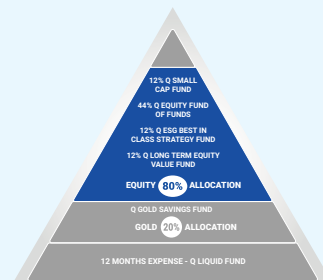 12% Q SMALL
CAP FUND
44% Q EQUITY FUND
OF FUNDS
12% Q ESG BEST IN
CLASS STRATEGY FUND
12% Q LONG TERM EQUITY
VALUE FUND
EQUITY 80% ALLOCATION
Q GOLD SAVINGS FUND
GOLD 20% ALLOCATION
12 MONTHS EXPENSE - Q LIQUID FUND